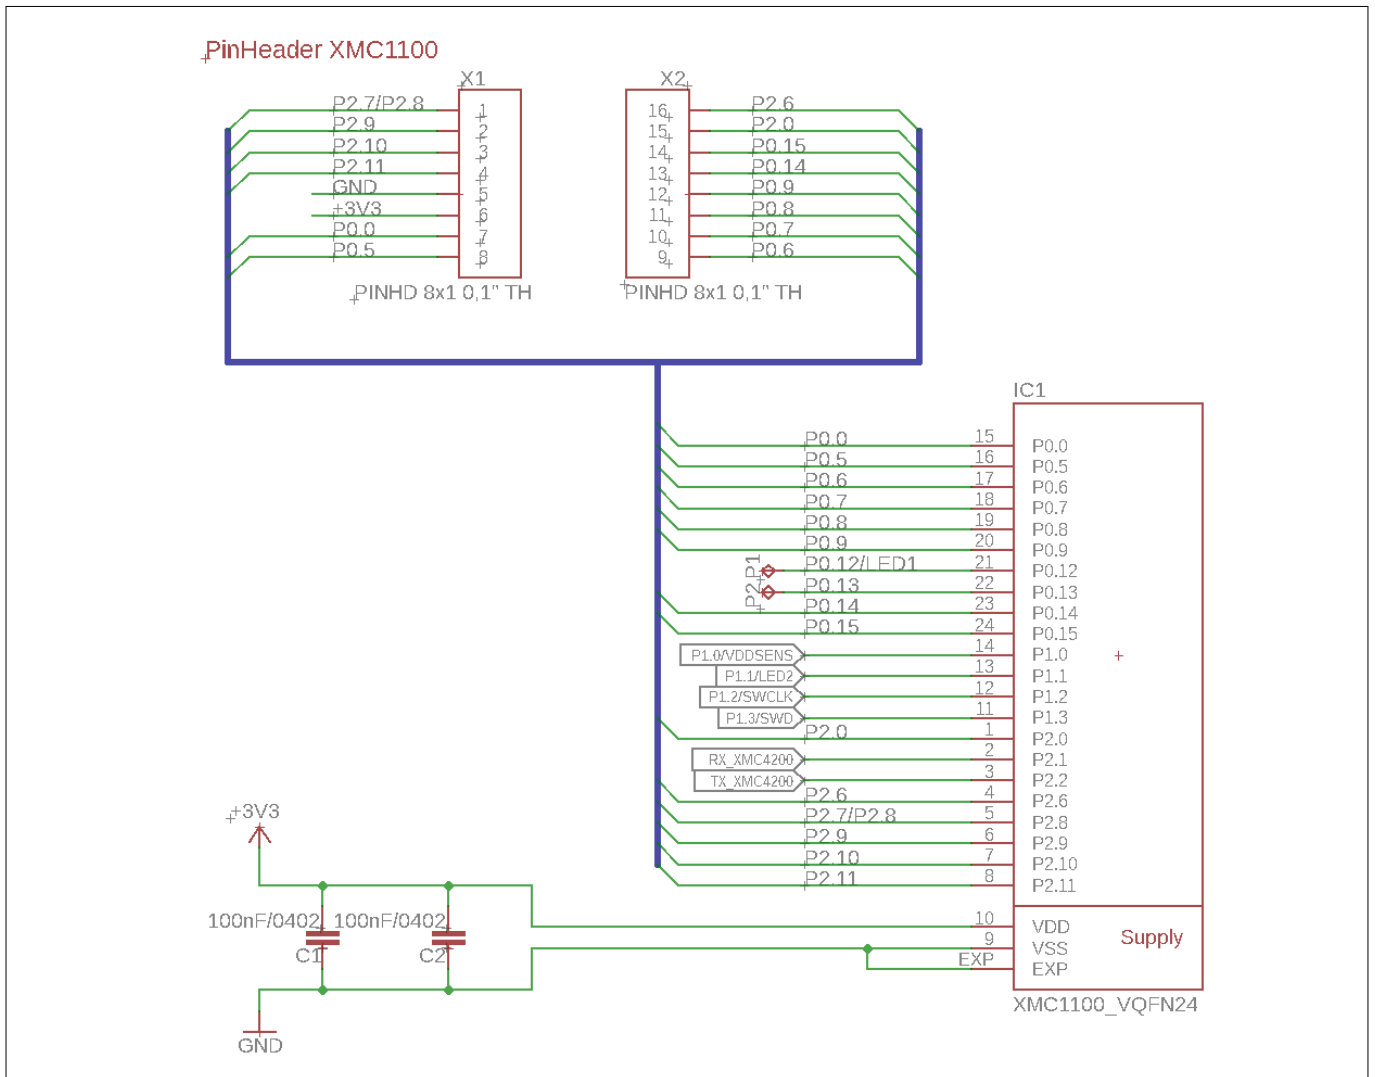 PinHeader XMC1100
X1
X2
P2.7/P2.8 1
P2.9 2
P2.10 3
P2.11 4
GND 5
+3V3 6
P0.0 7
P0.5 8
PINHD 8x1 0,1" TH
16 P2.6
15 P2.0
14 P0.15
13 P0.14
12 P0.9
11 P0.8
10 P0.7
9 P0.6
PINHD 8x1 0,1" TH
IC1
P0.0 15 P0.0
P0.5 16 P0.5
P0.6 17 P0.6
P0.7 18 P0.7
P0.8 19 P0.8
P0.9 20 P0.9
P1 P0.12/LED1 21 P0.12
P2 P0.13 22 P0.13
P0.14 23 P0.14
P0.15 24 P0.15
P1.0/VDDSENS 14 P1.0
P1.1/LED2 13 P1.1
P1.2/SWCLK 12 P1.2
P1.3/SWD 11 P1.3
P2.0 1 P2.0
RX_XMC4200 2 P2.1
TX_XMC4200 3 P2.2
P2.6 4 P2.6
P2.7/P2.8 5 P2.8
P2.9 6 P2.9
P2.10 7 P2.10
P2.11 8 P2.11
10 VDD
9 VSS
EXP EXP
Supply
XMC1100_VQFN24
+3V3
100nF/0402 100nF/0402
C1 C2
GND